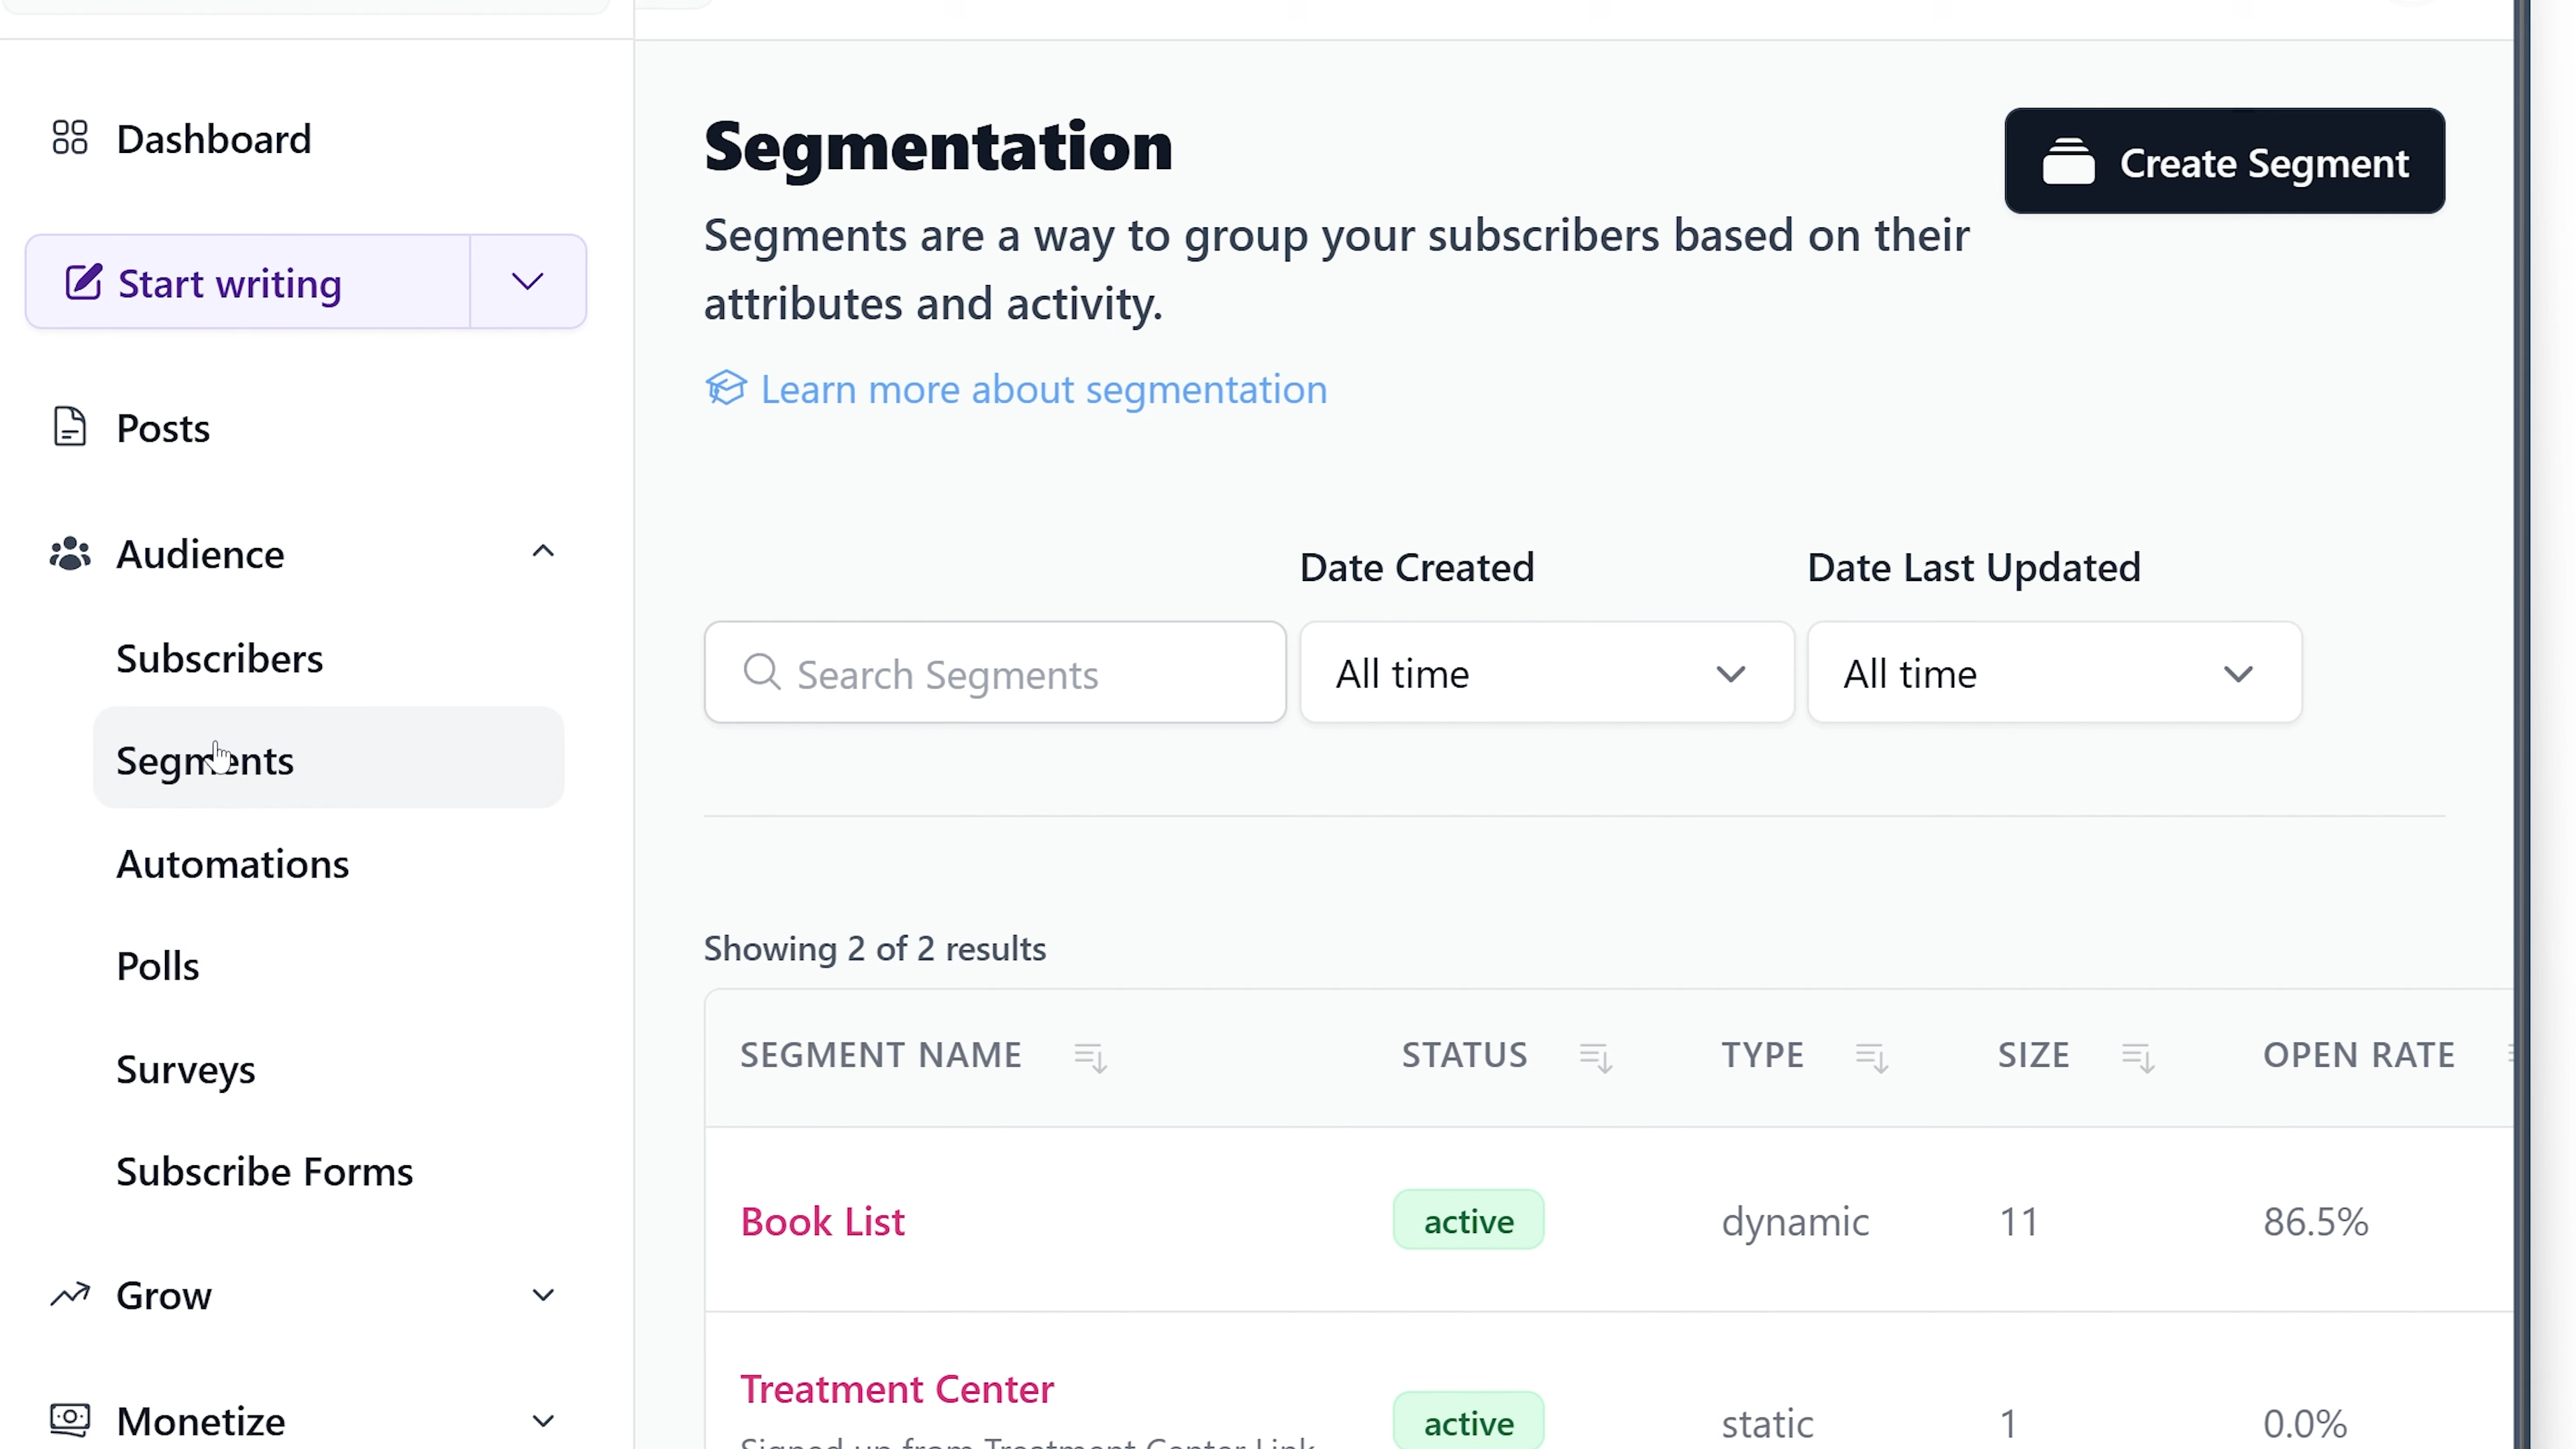 Dashboard
Start writing
Posts
Audience
Subscribers
Segments
Automations
Polls
Surveys
Subscribe Forms
Grow
Monetize
Segmentation
Create Segment
Segments are a way to group your subscribers based on their
attributes and activity.
Learn more about segmentation
Date Created
Date Last Updated
Search Segments
All time
All time
Showing 2 of 2 results
SEGMENT NAME STATUS TYPE SIZE OPEN RATE
Book List active dynamic 11 86.5%
Treatment Center active static 1 0.0%
Signed up from Treatment Center Link